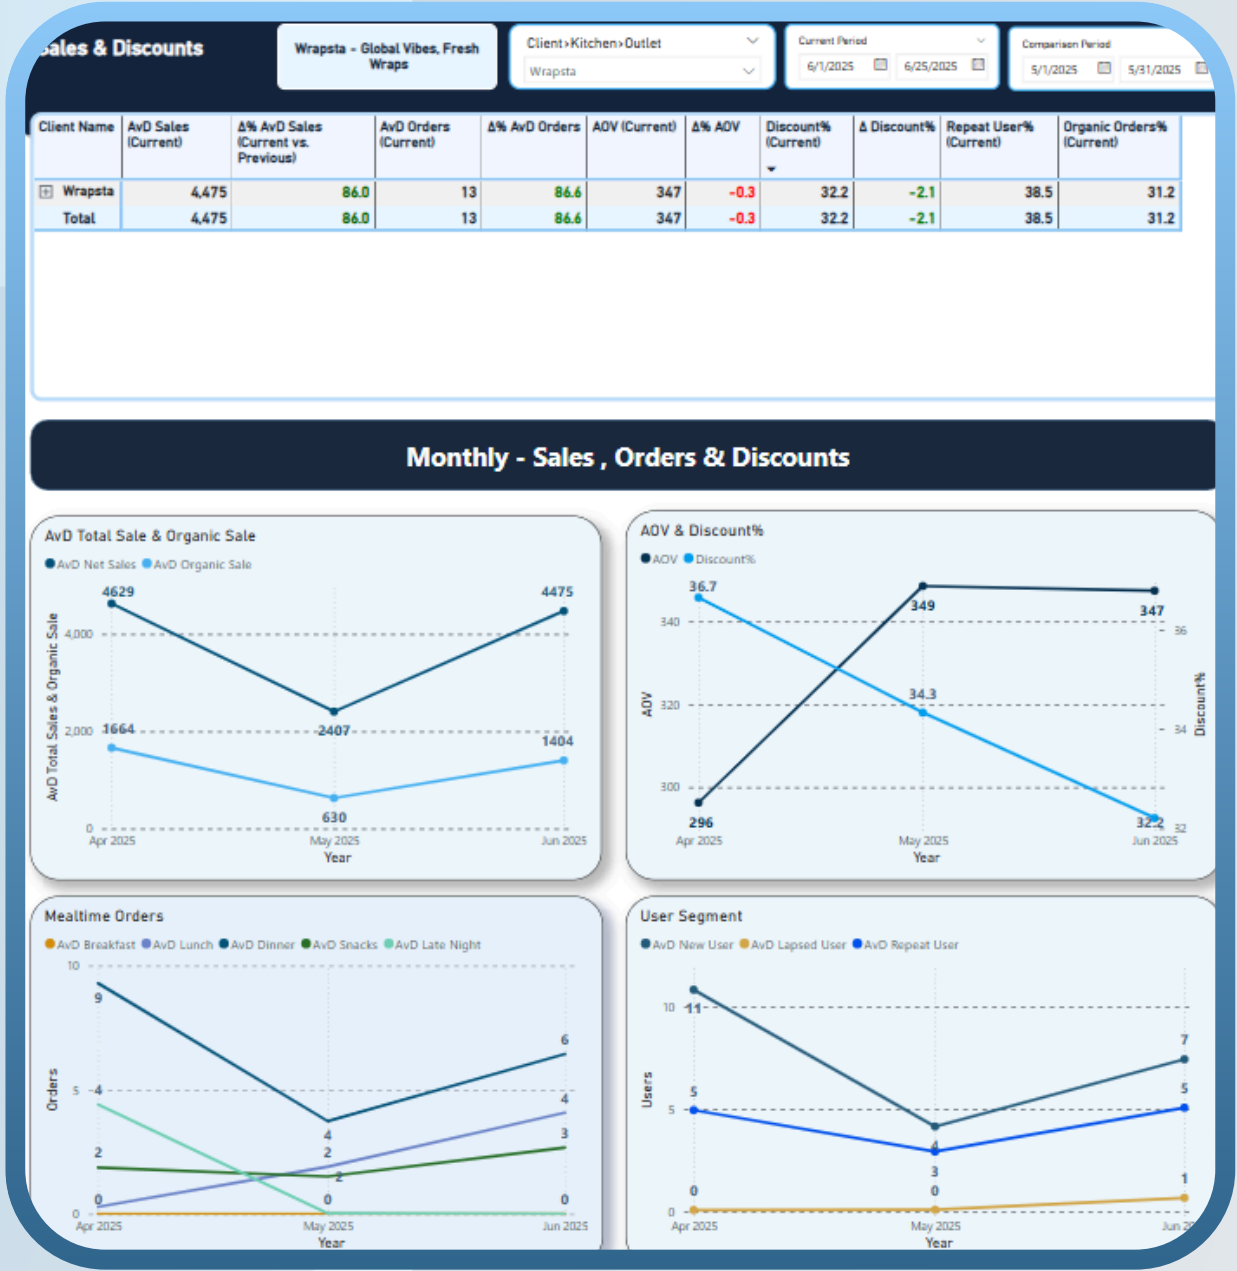 Sales & Discounts
Wrapsta - Global Vibes, Fresh
Wraps
Client>Kitchen>Outlet
Wrapsta
Current Period
6/1/2025 6/25/2025
Comparison Period
5/1/2025 5/31/2025
Client Name AvD Sales (Current) Δ% AvD Sales (Current vs. Previous) AvD Orders (Current) Δ% AvD Orders AOV (Current) Δ% AOV Discount% (Current) Δ Discount% Repeat User% (Current) Organic Orders% (Current)
Wrapsta 4,475 86.0 13 86.6 347 -0.3 32.2 -2.1 38.5 31.2
Total 4,475 86.0 13 86.6 347 -0.3 32.2 -2.1 38.5 31.2
Monthly - Sales , Orders & Discounts
AvD Total Sale & Organic Sale
AvD Net Sales AvD Organic Sale
AvD Total Sales & Organic Sale
4629 4475
4,000
2,000 1664 2407 1404
630
0
Apr 2025 May 2025 Jun 2025
Year
AOV & Discount%
AOV Discount%
36.7
349 347
340 36
AOV
34.3
320 34
Discount%
300
296 32.2 32
Apr 2025 May 2025 Jun 2025
Year
Mealtime Orders
AvD Breakfast AvD Lunch AvD Dinner AvD Snacks AvD Late Night
10
9
6
Orders
5 4 4
4 3
2 2
2
0 0 0 0
Apr 2025 May 2025 Jun 2025
Year
User Segment
AvD New User AvD Lapsed User AvD Repeat User
10 11
7
Users
5 5
5
4
3
0 0 1
0
Apr 2025 May 2025 Jun 20
Year